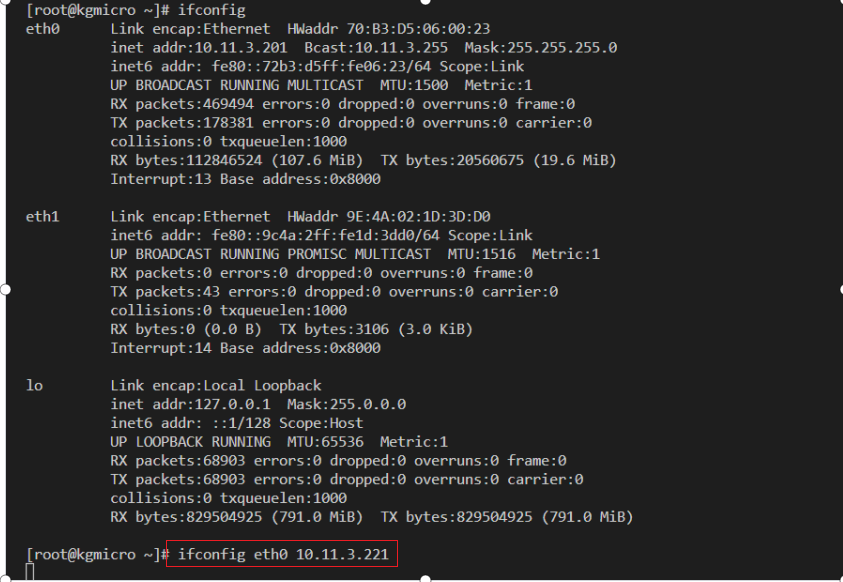 [root@kgmicro ~]# ifconfig
eth0 Link encap:Ethernet HWaddr 70:B3:D5:06:00:23
inet addr:10.11.3.201 Bcast:10.11.3.255 Mask:255.255.255.0
inet6 addr: fe80::72b3:d5ff:fe06:23/64 Scope:Link
UP BROADCAST RUNNING MULTICAST MTU:1500 Metric:1
RX packets:469494 errors:0 dropped:0 overruns:0 frame:0
TX packets:178381 errors:0 dropped:0 overruns:0 carrier:0
collisions:0 txqueuelen:1000
RX bytes:112846524 (107.6 MiB) TX bytes:20560675 (19.6 MiB)
Interrupt:13 Base address:0x8000
eth1 Link encap:Ethernet HWaddr 9E:4A:02:1D:3D:D0
inet6 addr: fe80::9c4a:2ff:fe1d:3dd0/64 Scope:Link
UP BROADCAST RUNNING PROMISC MULTICAST MTU:1516 Metric:1
RX packets:0 errors:0 dropped:0 overruns:0 frame:0
TX packets:43 errors:0 dropped:0 overruns:0 carrier:0
collisions:0 txqueuelen:1000
RX bytes:0 (0.0 B) TX bytes:3106 (3.0 KiB)
Interrupt:14 Base address:0x8000
lo Link encap:Local Loopback
inet addr:127.0.0.1 Mask:255.0.0.0
inet6 addr: ::1/128 Scope:Host
UP LOOPBACK RUNNING MTU:65536 Metric:1
RX packets:68903 errors:0 dropped:0 overruns:0 frame:0
TX packets:68903 errors:0 dropped:0 overruns:0 carrier:0
collisions:0 txqueuelen:1000
RX bytes:829504925 (791.0 MiB) TX bytes:829504925 (791.0 MiB)
[root@kgmicro ~]# ifconfig eth0 10.11.3.221